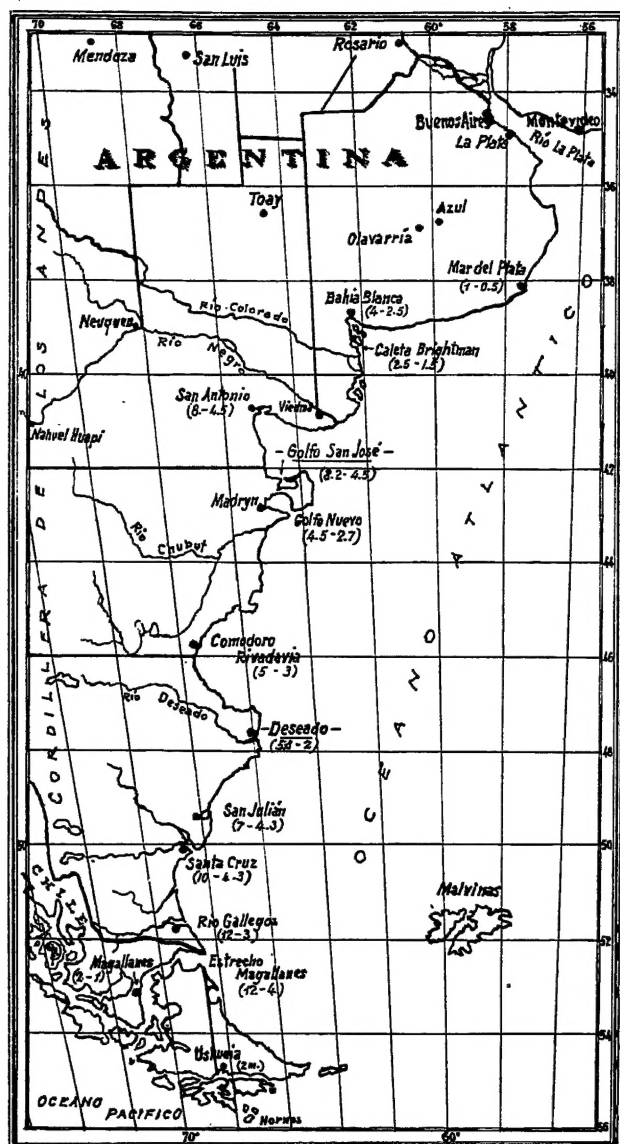 70 68 66 64 62 60° 58 56
Mendoza
San Luis
Rosario
34
Buenos Aires
Montevideo
La Plata
Río La Plata
ARGENTINA
36 36
Toay
Azul
Olavarría
Mar del Plata
(1-0.5)
38
Bahía Blanca
(4-2.5)
Río Colorado
Neuquen
Río Negro
Caleta Brightman
(2.5-1.5)
40 40
San Antonio
(8-4.5)
Viedma
Nahuel Huapí
Golfo San José
(8.2-4.5)
42
Madryn
Golfo Nuevo
(4.5-2.7)
Río Chubut
44
Comodoro
Rivadavia
(5-3)
46
Río Deseado
Deseado
48
San Julián
(7-4.3)
50
Santa Cruz
(10-4.3)
Malvinas
Río Gallegos
(12-3)
52
Magallanes
(2-1)
Estrecho
Magallanes
(12-4)
54
Ushuaia
(2m.)
Hornos
OCEANO
PACIFICO
70° 60°
CORDILLERA DE LOS ANDES
CHILE
OCEANO ATLANTICO